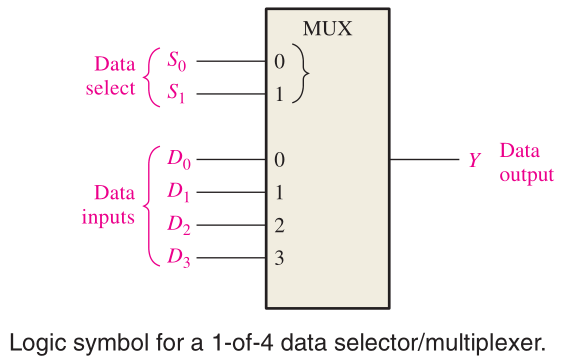 MUX
Data select
S0 0
S1 1
Data inputs
D0 0
D1 1
D2 2
D3 3
Y Data output
Logic symbol for a 1-of-4 data selector/multiplexer.